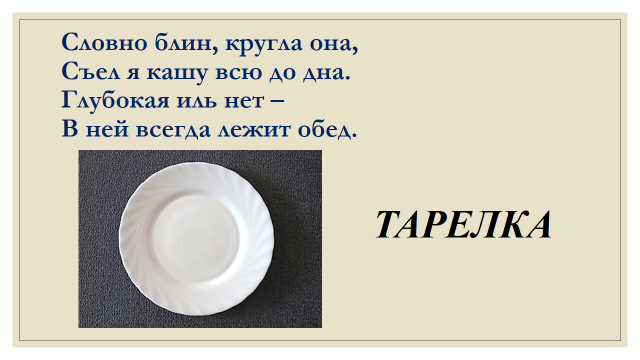 Словно блин, кругла она,
Съел я кашу всю до дна.
Глубокая иль нет –
В ней всегда лежит обед.
ТАРЕЛКА